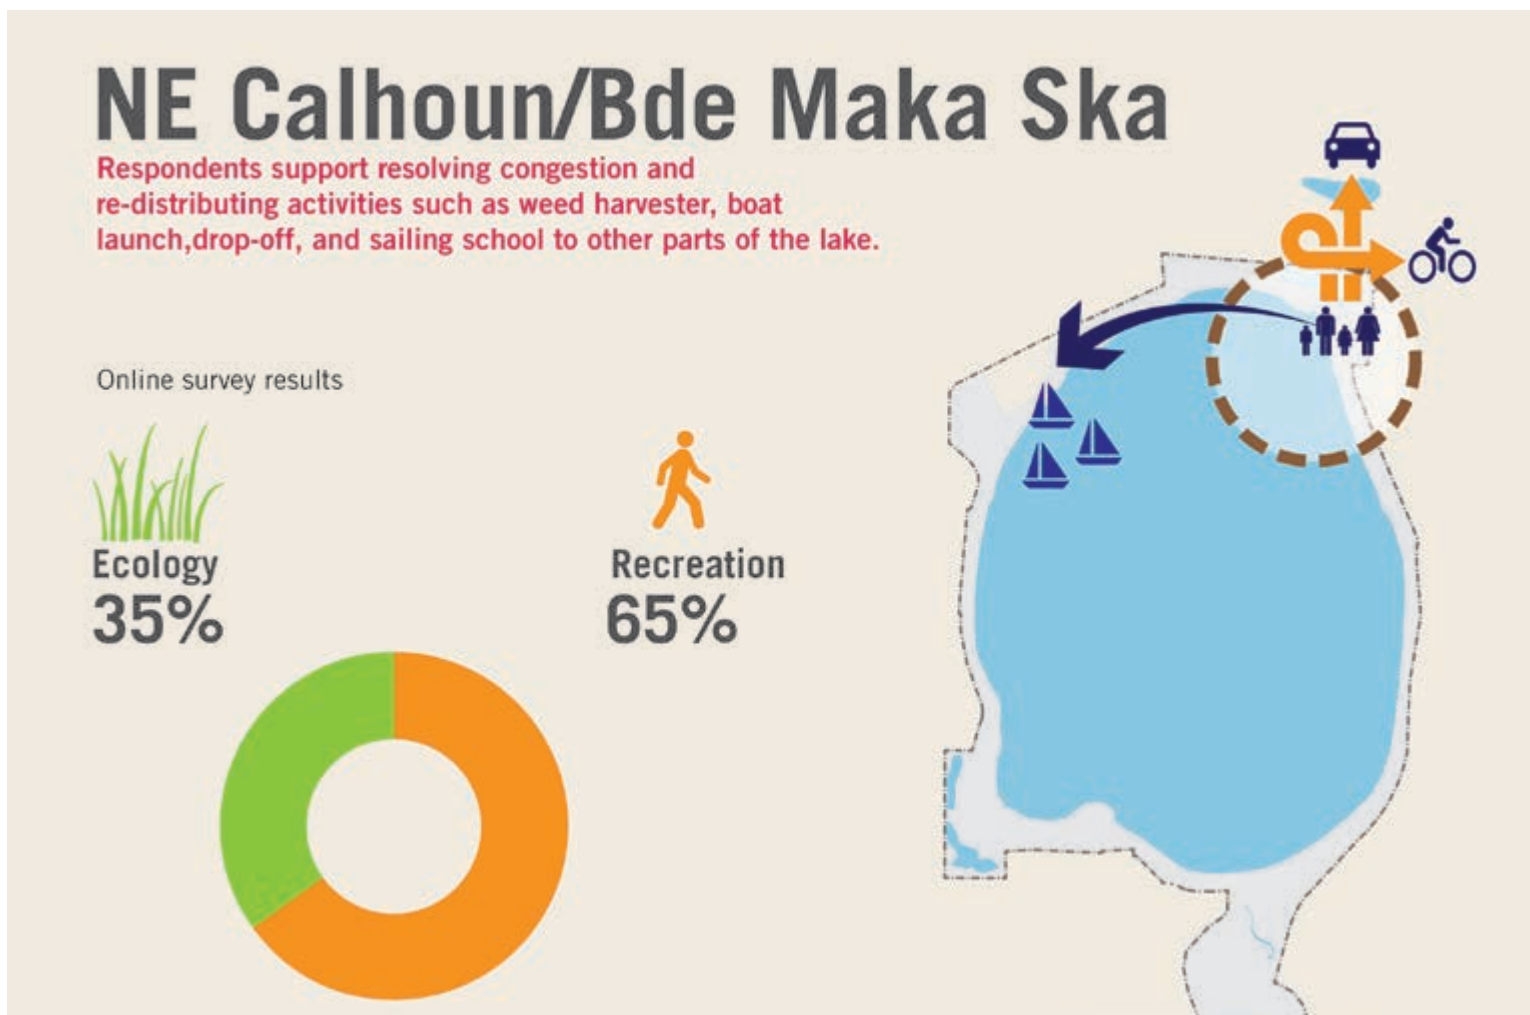 NE Calhoun/Bde Maka Ska
Respondents support resolving congestion and
re-distributing activities such as weed harvester, boat
launch,drop-off, and sailing school to other parts of the lake.
Online survey results
Ecology
35%
Recreation
65%